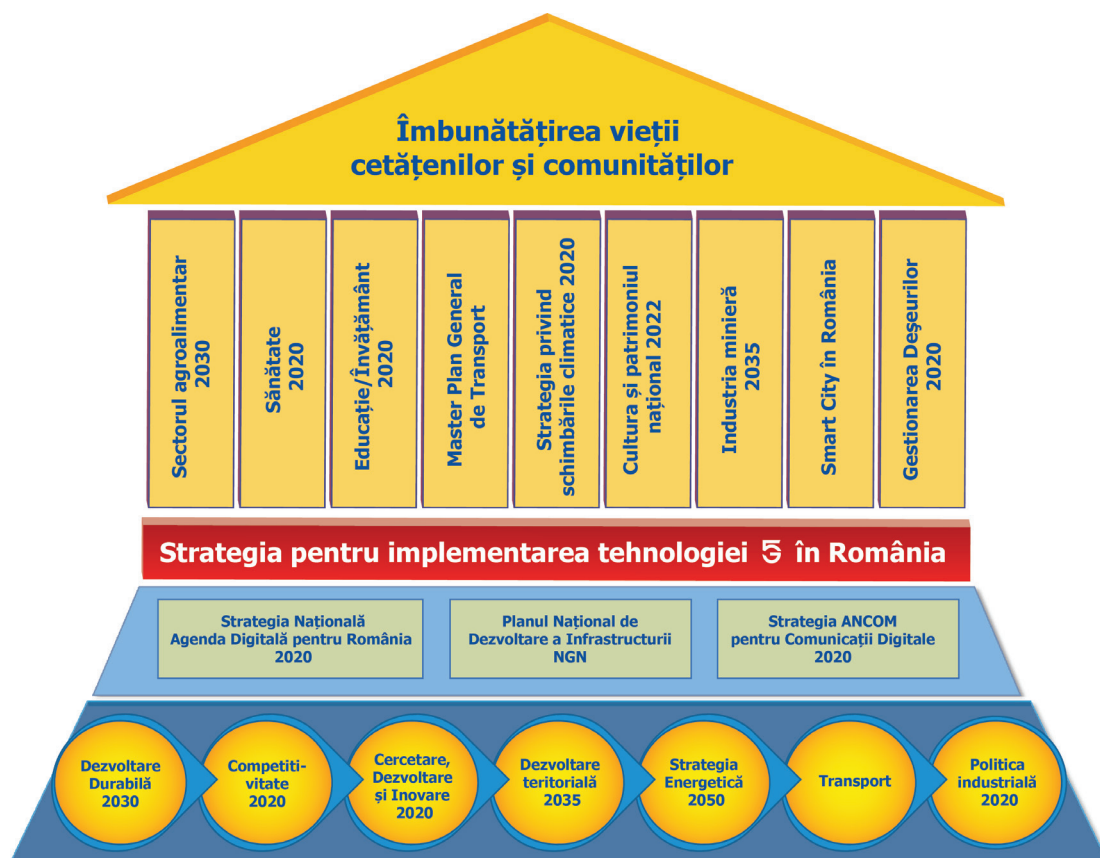 Îmbunătățirea vieții
cetățenilor și comunităților
Sectorul agroalimentar
2030
Sănătate
2020
Educație/Învățământ
2020
Master Plan General
de Transport
Strategia privind
schimbările climatice 2020
Cultura și patrimoniul
național 2022
Industria minieră
2035
Smart City în România
Gestionarea Deșeurilor
2020
Strategia pentru implementarea tehnologiei 5G în România
Strategia Națională
Agenda Digitală pentru România
2020
Planul Național de
Dezvoltare a Infrastructurii
NGN
Strategia ANCOM
pentru Comunicații Digitale
2020
Dezvoltare
Durabilă
2030
Competiti-
vitate
2020
Cercetare,
Dezvoltare
și Inovare
2020
Dezvoltare
teritorială
2035
Strategia
Energetică
2050
Transport
Politica
industrială
2020